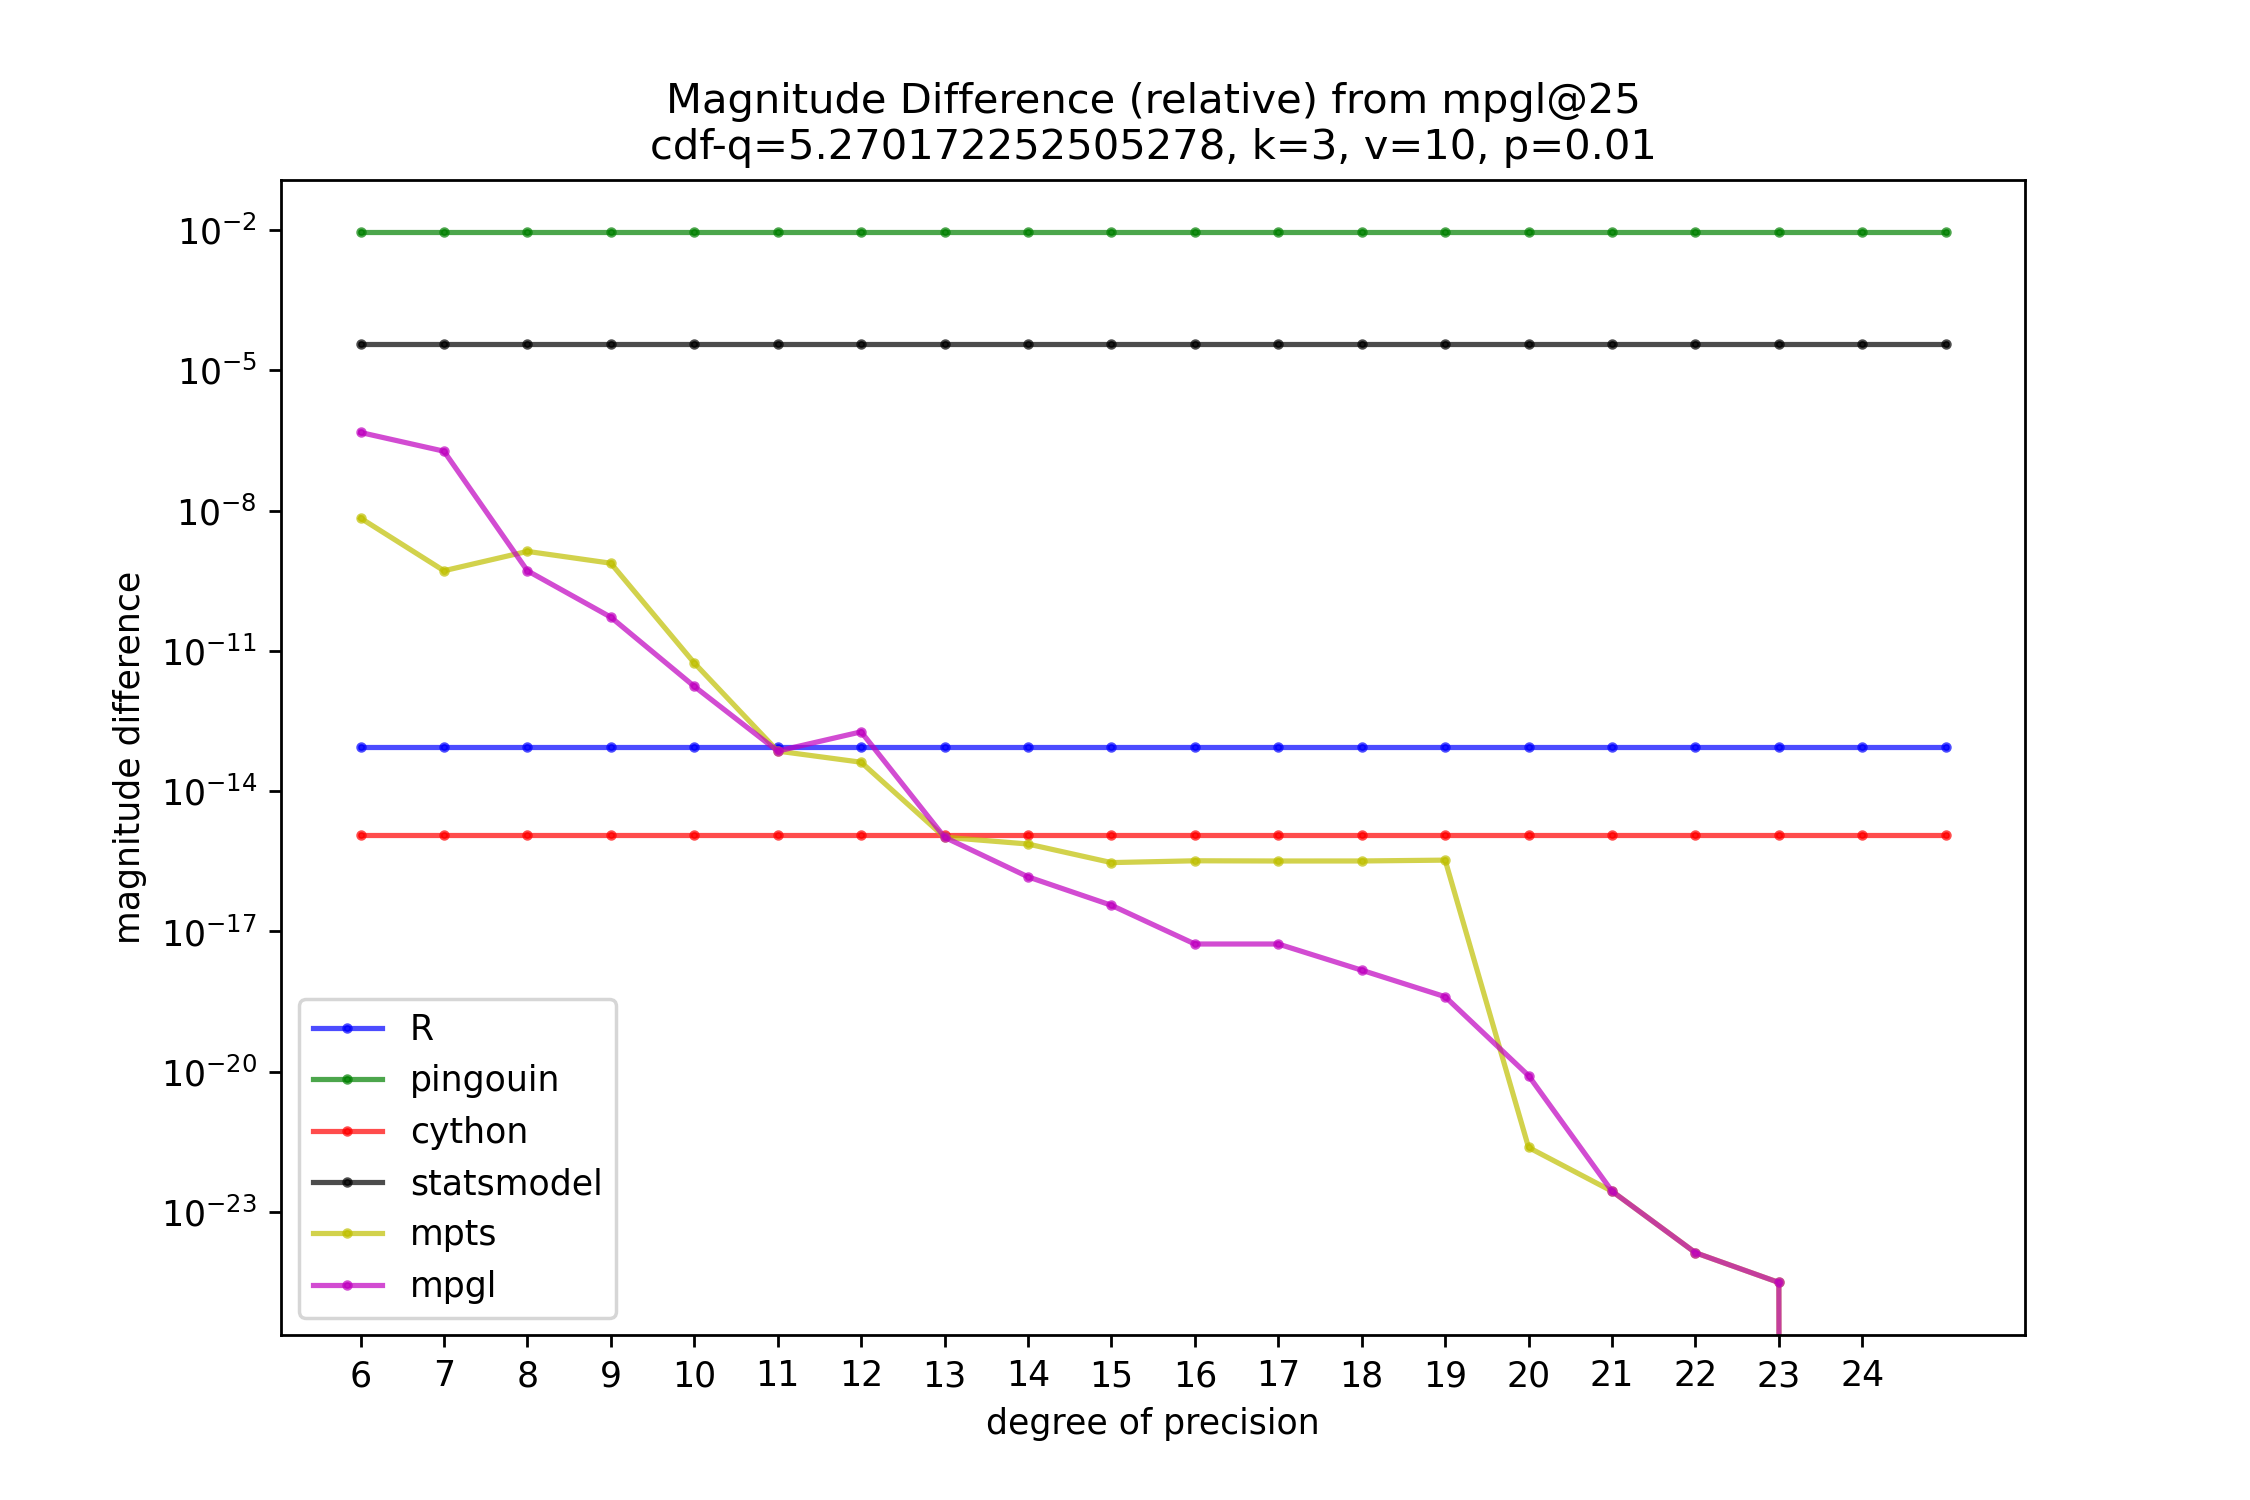 Magnitude Difference (relative) from mpgl@25
cdf-q=5.270172252505278, k=3, v=10, p=0.01
magnitude difference
10⁻²
10⁻⁵
10⁻⁸
10⁻¹¹
10⁻¹⁴
10⁻¹⁷
10⁻²⁰
10⁻²³
R
pingouin
cython
statsmodel
mpts
mpgl
6 7 8 9 10 11 12 13 14 15 16 17 18 19 20 21 22 23 24
degree of precision